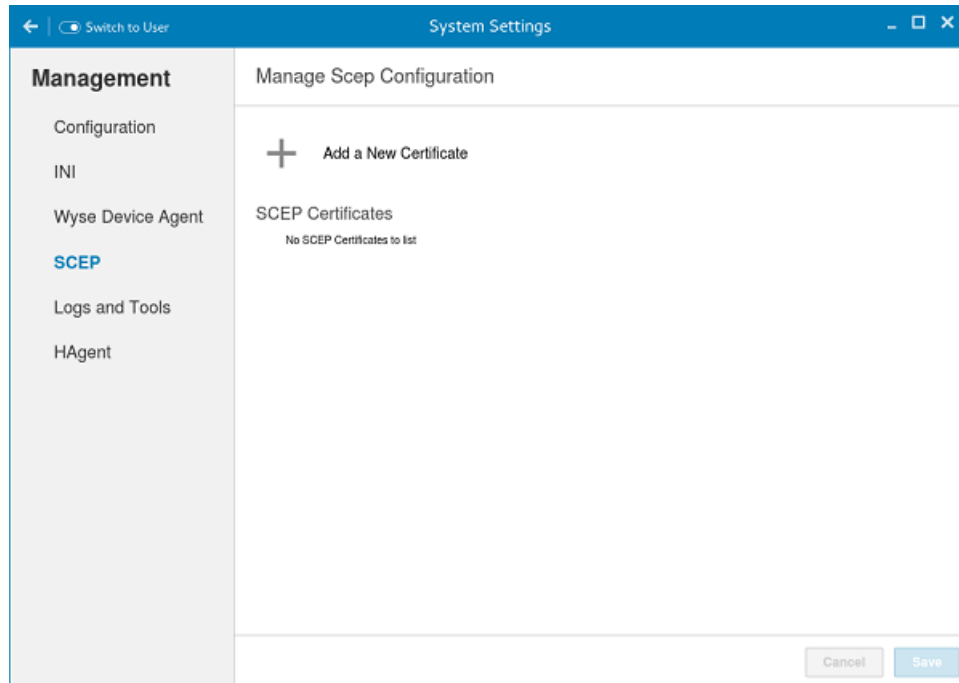 Switch to User
System Settings
Management
Configuration
INI
Wyse Device Agent
SCEP
Logs and Tools
HAgent
Manage Scep Configuration
Add a New Certificate
SCEP Certificates
No SCEP Certificates to list
Cancel
Save